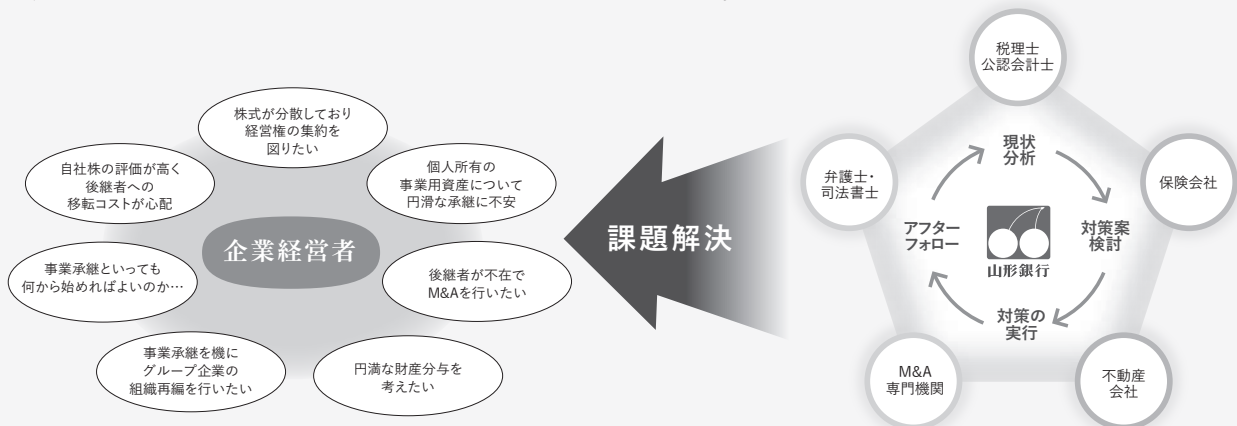 株式が分散しており
経営権の集約を
図りたい
自社株の評価が高く
後継者への
移転コストが心配
個人所有の
事業用資産について
円滑な承継に不安
企業経営者
事業承継といっても
何から始めればよいのか…
後継者が不在で
M&Aを行いたい
事業承継を機に
グループ企業の
組織再編を行いたい
円満な財産分与を
考えたい
課題解決
税理士
公認会計士
弁護士・
司法書士
保険会社
現状
分析
アフター
フォロー
対策案
検討
山形銀行
対策の
実行
M&A
専門機関
不動産
会社